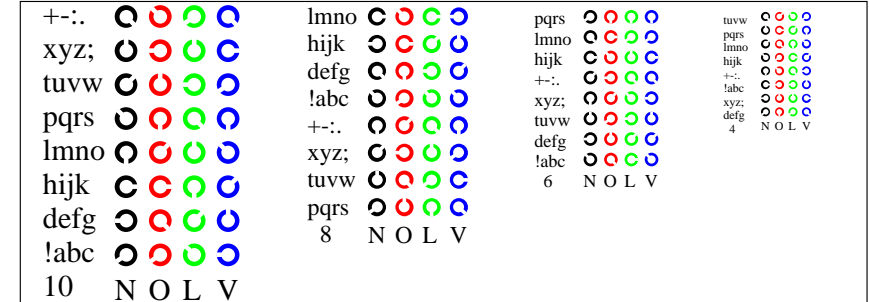 +-:.
xyz;
tuvw
pqrs
lmno
hijk
defg
!abc
10 N O L V
lmno
hijk
defg
!abc
+-:.
xyz;
tuvw
pqrs
8 N O L V
pqrs
lmno
hijk
+-:.
xyz;
tuvw
defg
!abc
6 N O L V
tuvw
pqrs
lmno
hijk
+-:.
!abc
xyz;
defg
4 N O L V